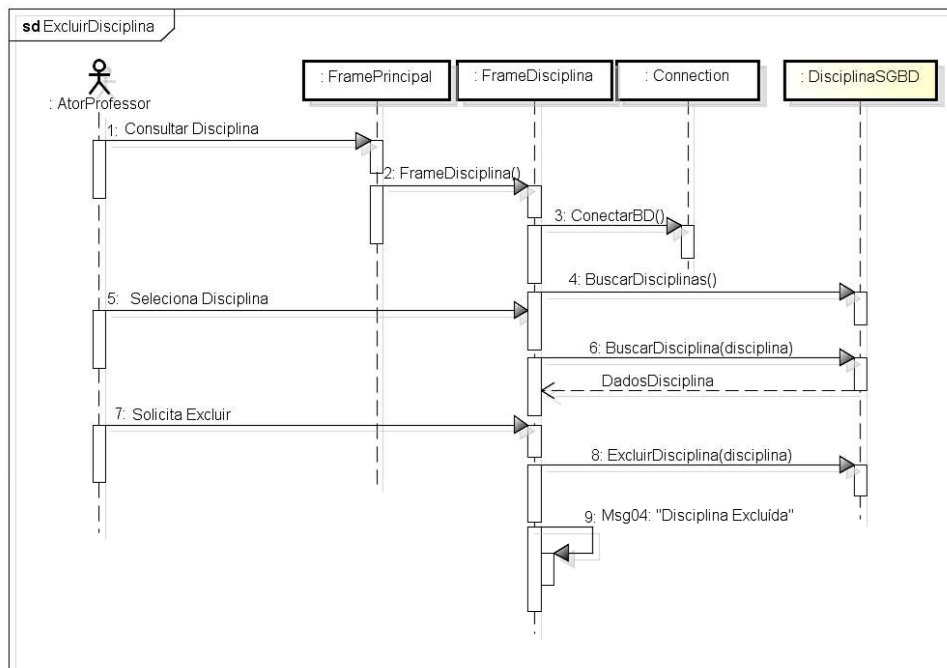 sd ExcluirDisciplina
: AtorProfessor
: FramePrincipal
: FrameDisciplina
: Connection
: DisciplinaSGBD
1: Consultar Disciplina
2: FrameDisciplina()
3: ConectarBD()
4: BuscarDisciplinas()
5: Seleciona Disciplina
6: BuscarDisciplina(disciplina)
DadosDisciplina
7: Solicita Excluir
8: ExcluirDisciplina(disciplina)
9: Msg04: "Disciplina Excluída"